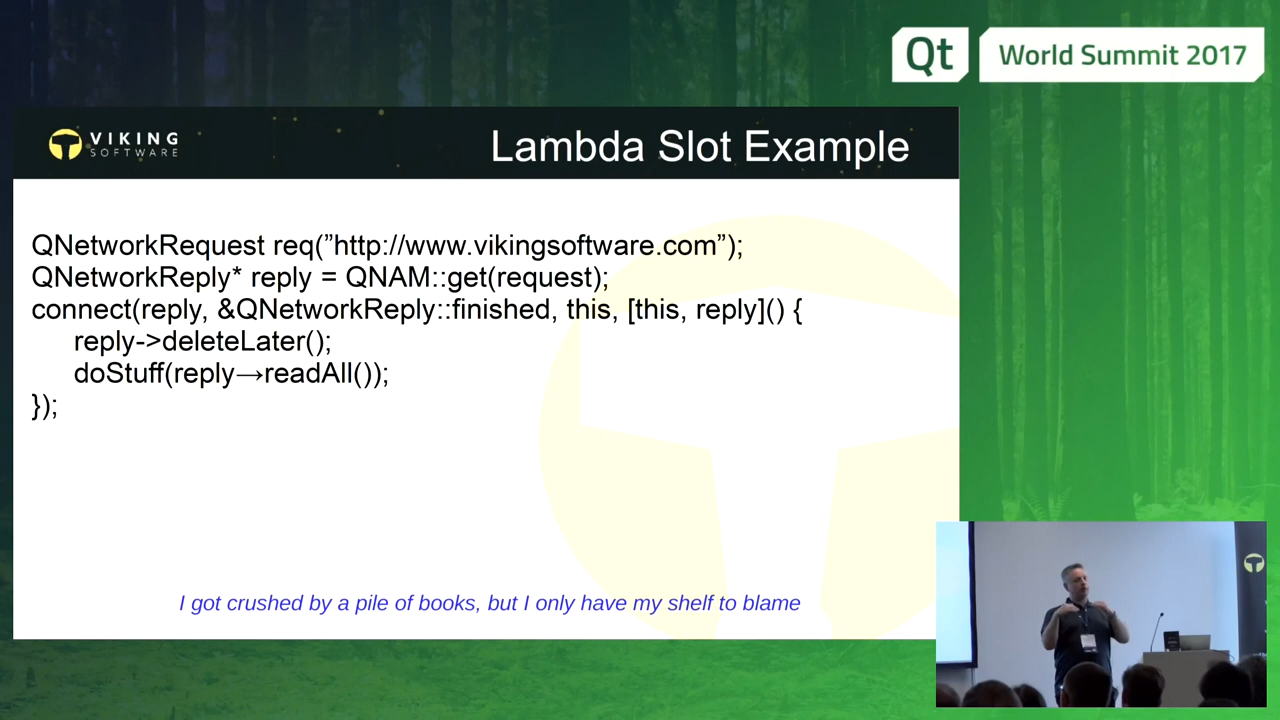 Qt World Summit 2017
VIKING SOFTWARE
Lambda Slot Example
QNetworkRequest req(”http://www.vikingsoftware.com”);
QNetworkReply* reply = QNAM::get(request);
connect(reply, &QNetworkReply::finished, this, [this, reply]() {
reply->deleteLater();
doStuff(reply→readAll());
});
I got crushed by a pile of books, but I only have my shelf to blame